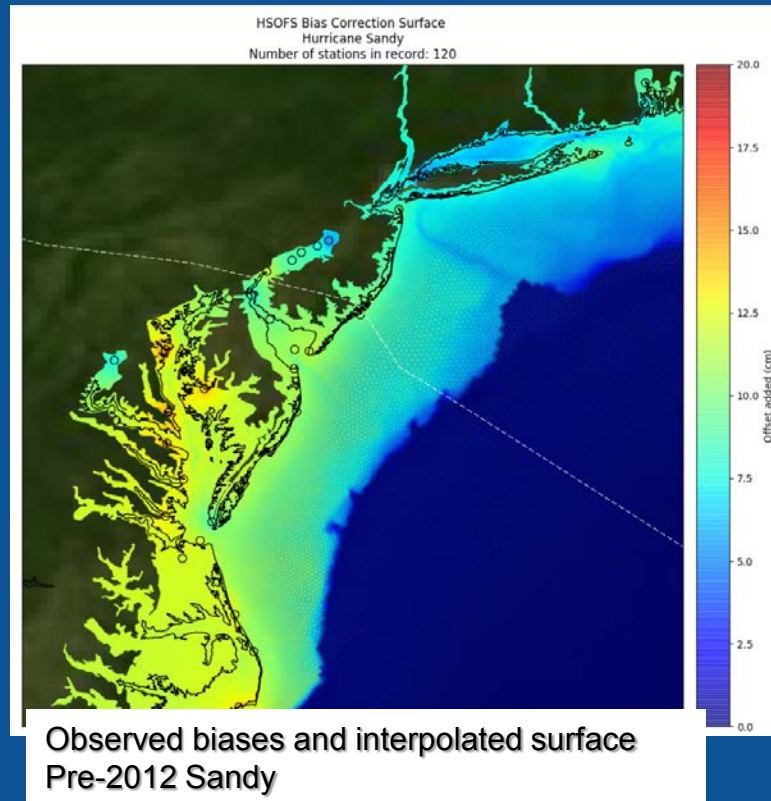 HSOFS Bias Correction Surface
Hurricane Sandy
Number of stations in record: 120
20.0
17.5
15.0
12.5
10.0
7.5
5.0
2.5
0.0
Offset added (cm)
Observed biases and interpolated surface
Pre-2012 Sandy